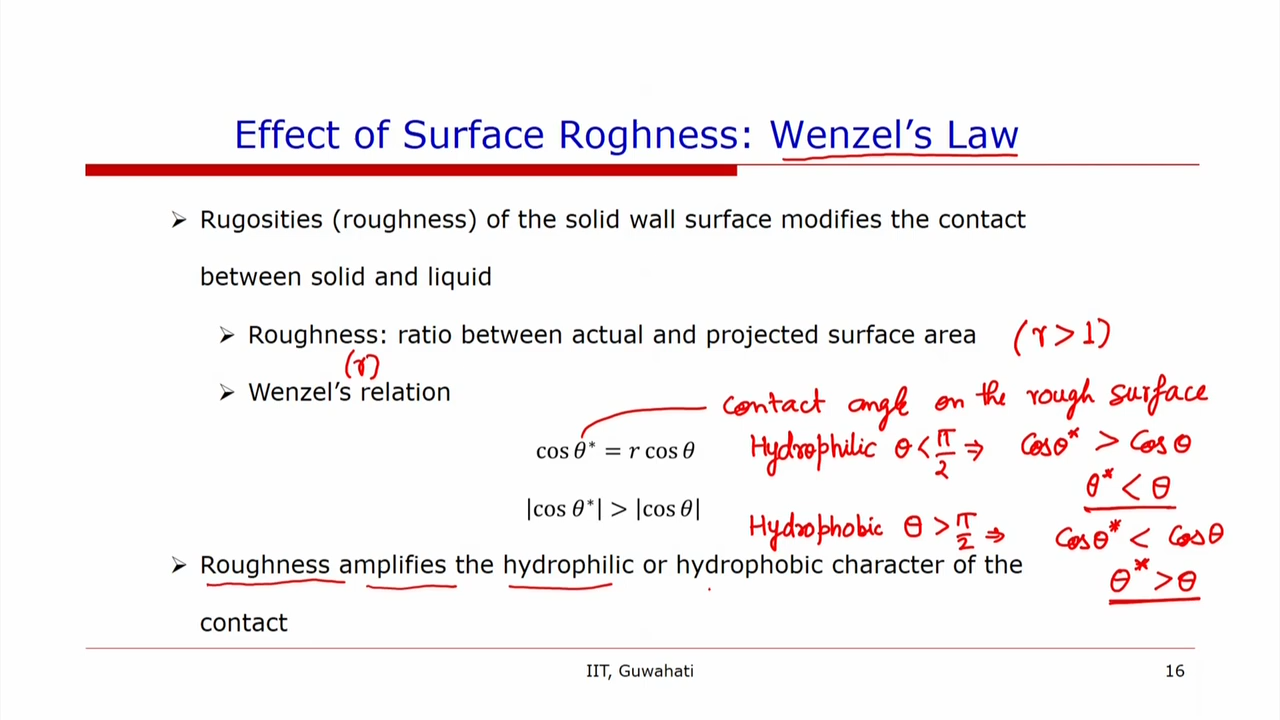 Effect of Surface Roghness: Wenzel's Law
➢ Rugosities (roughness) of the solid wall surface modifies the contact
between solid and liquid
➢ Roughness: ratio between actual and projected surface area (r > 1)
(r)
➢ Wenzel's relation
contact angle on the rough surface
cos θ* = r cos θ
Hydrophilic θ < π/2 ⇒ Cosθ* > Cosθ
θ* < θ
|cos θ*| > |cos θ|
Hydrophobic θ > π/2 ⇒ Cosθ* < Cosθ
θ* > θ
➢ Roughness amplifies the hydrophilic or hydrophobic character of the
contact
IIT, Guwahati
16